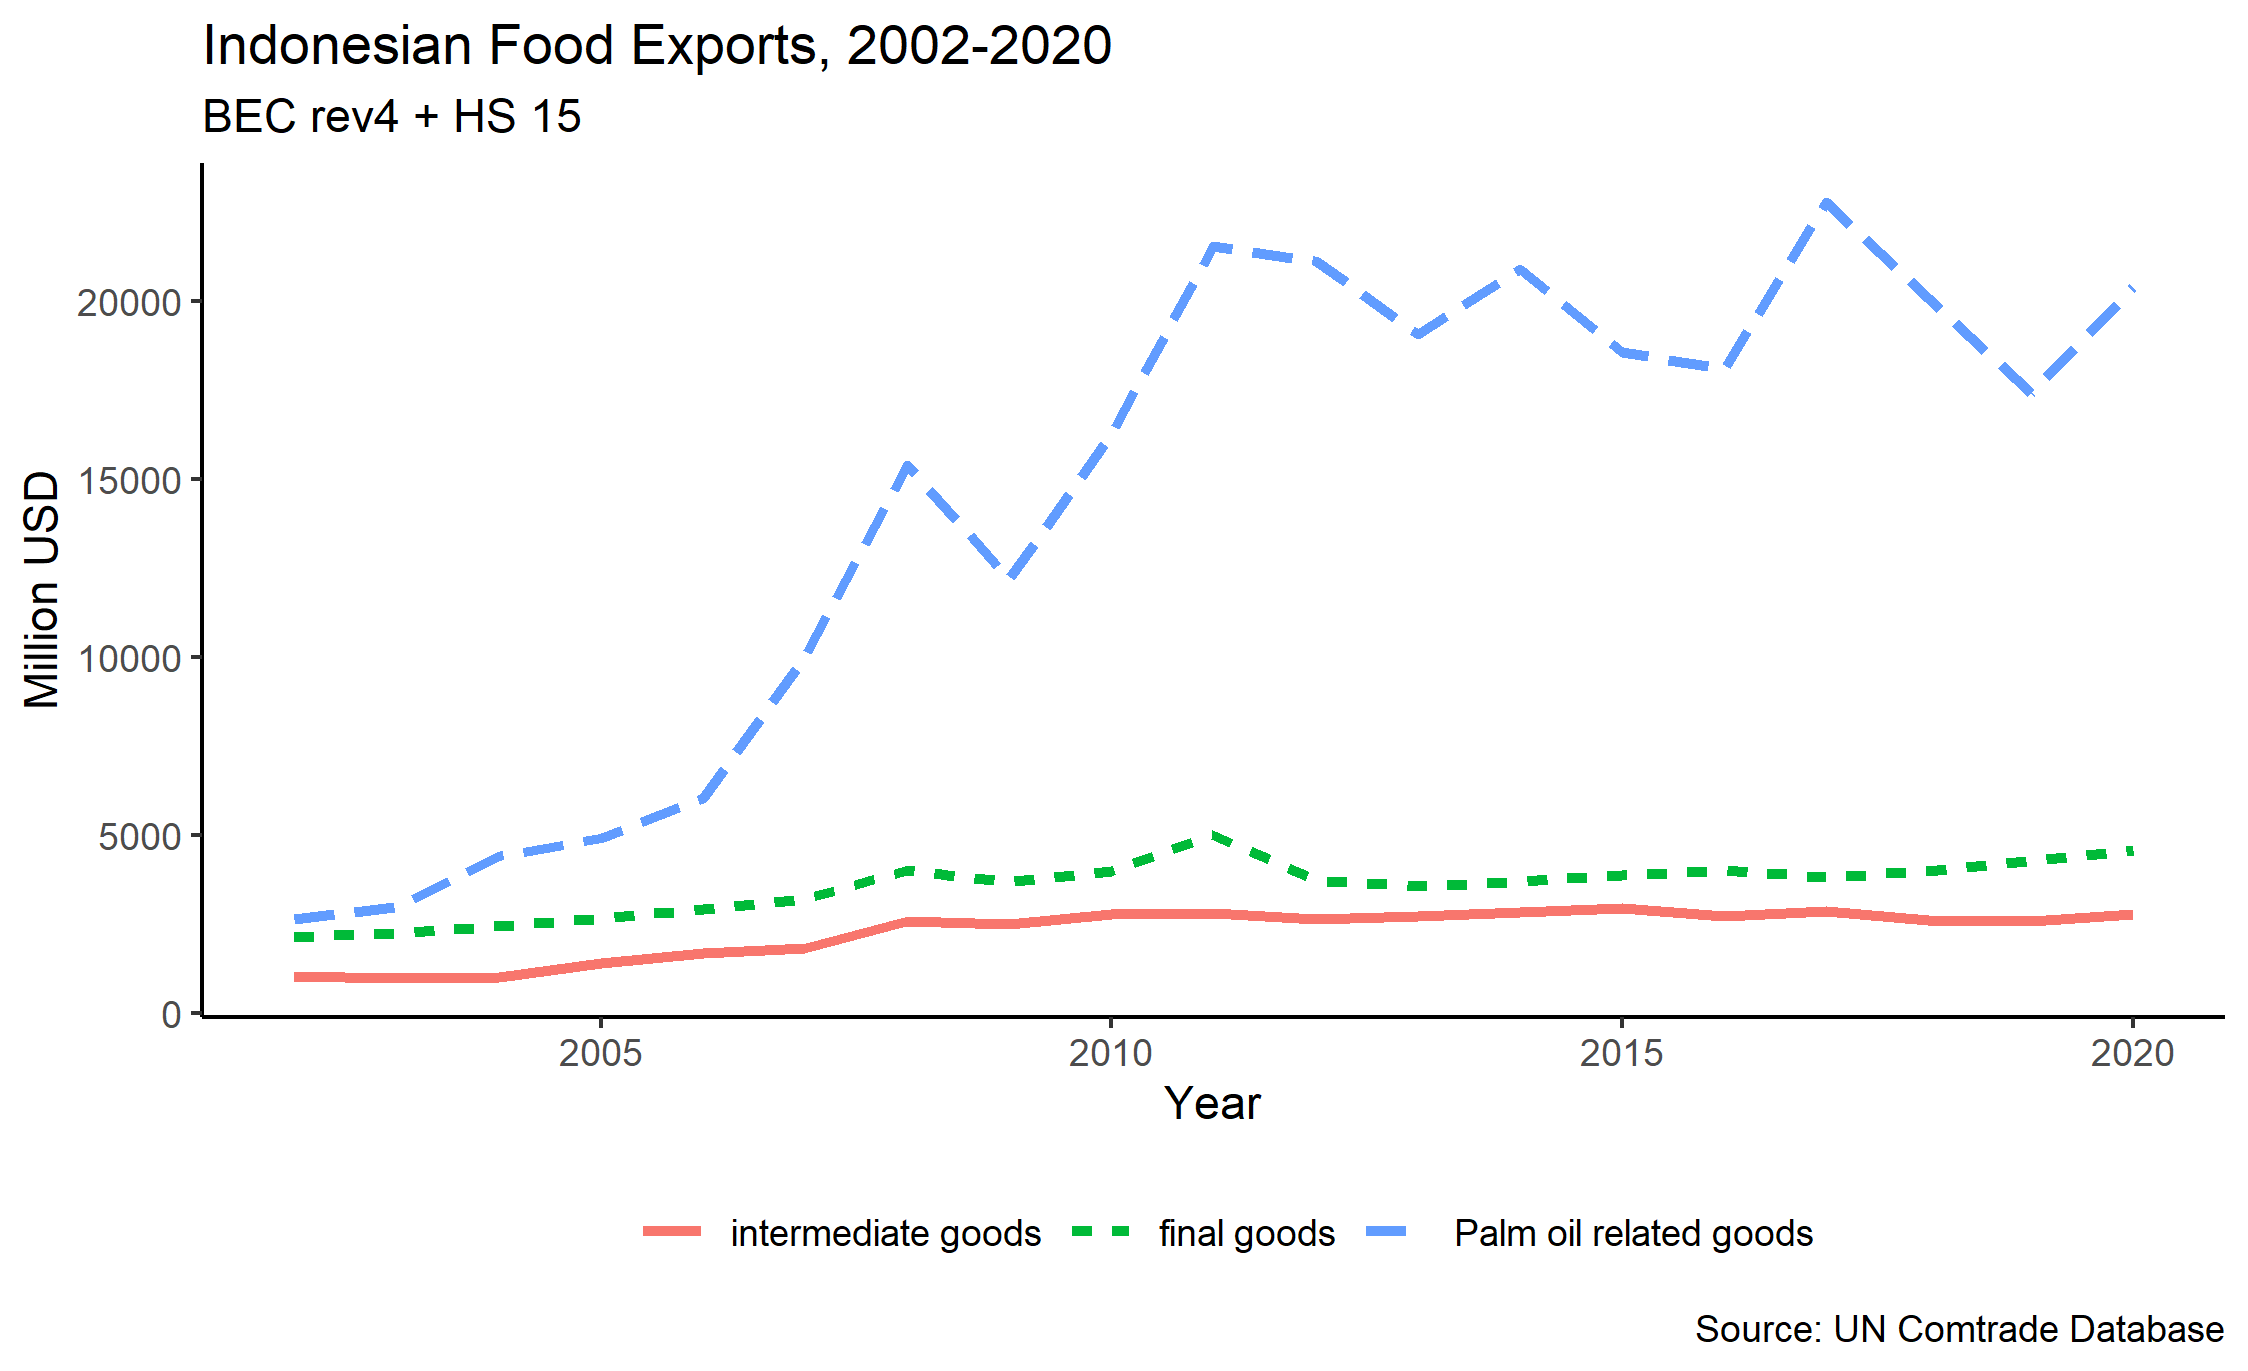 Indonesian Food Exports, 2002-2020
BEC rev4 + HS 15
Million USD
20000
15000
10000
5000
0
2005 2010 2015 2020
Year
intermediate goods final goods Palm oil related goods
Source: UN Comtrade Database